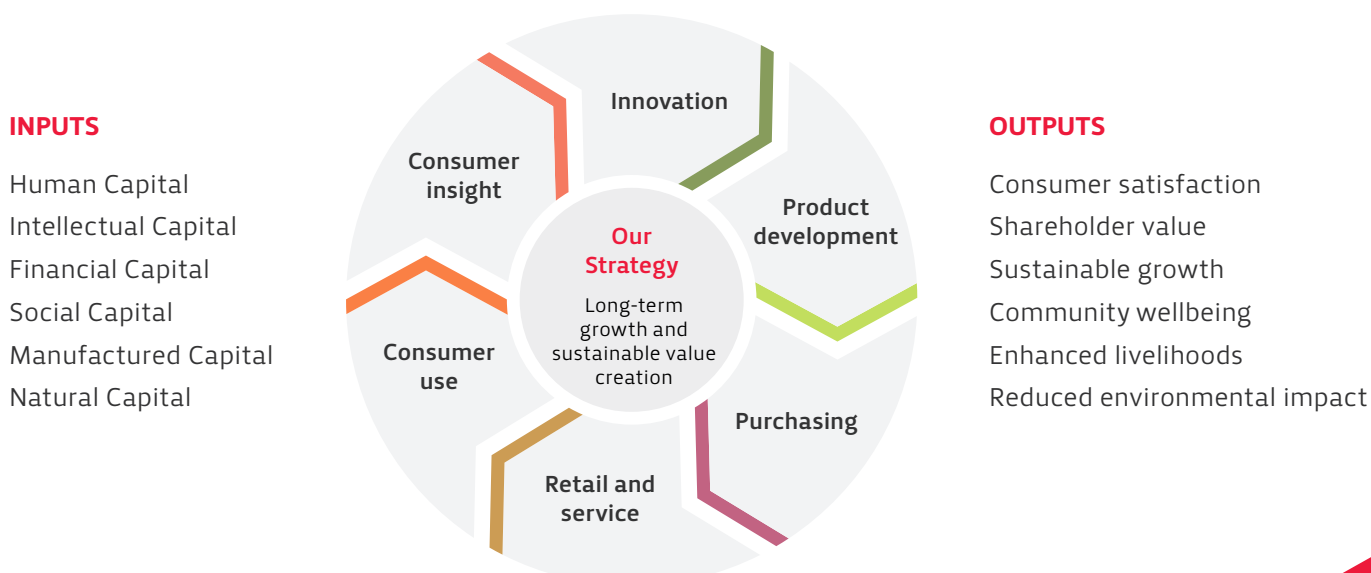 INPUTS
Human Capital
Intellectual Capital
Financial Capital
Social Capital
Manufactured Capital
Natural Capital
Innovation
Consumer
insight
Product
development
Our
Strategy
Long-term
growth and
sustainable value
creation
Consumer
use
Purchasing
Retail and
service
OUTPUTS
Consumer satisfaction
Shareholder value
Sustainable growth
Community wellbeing
Enhanced livelihoods
Reduced environmental impact